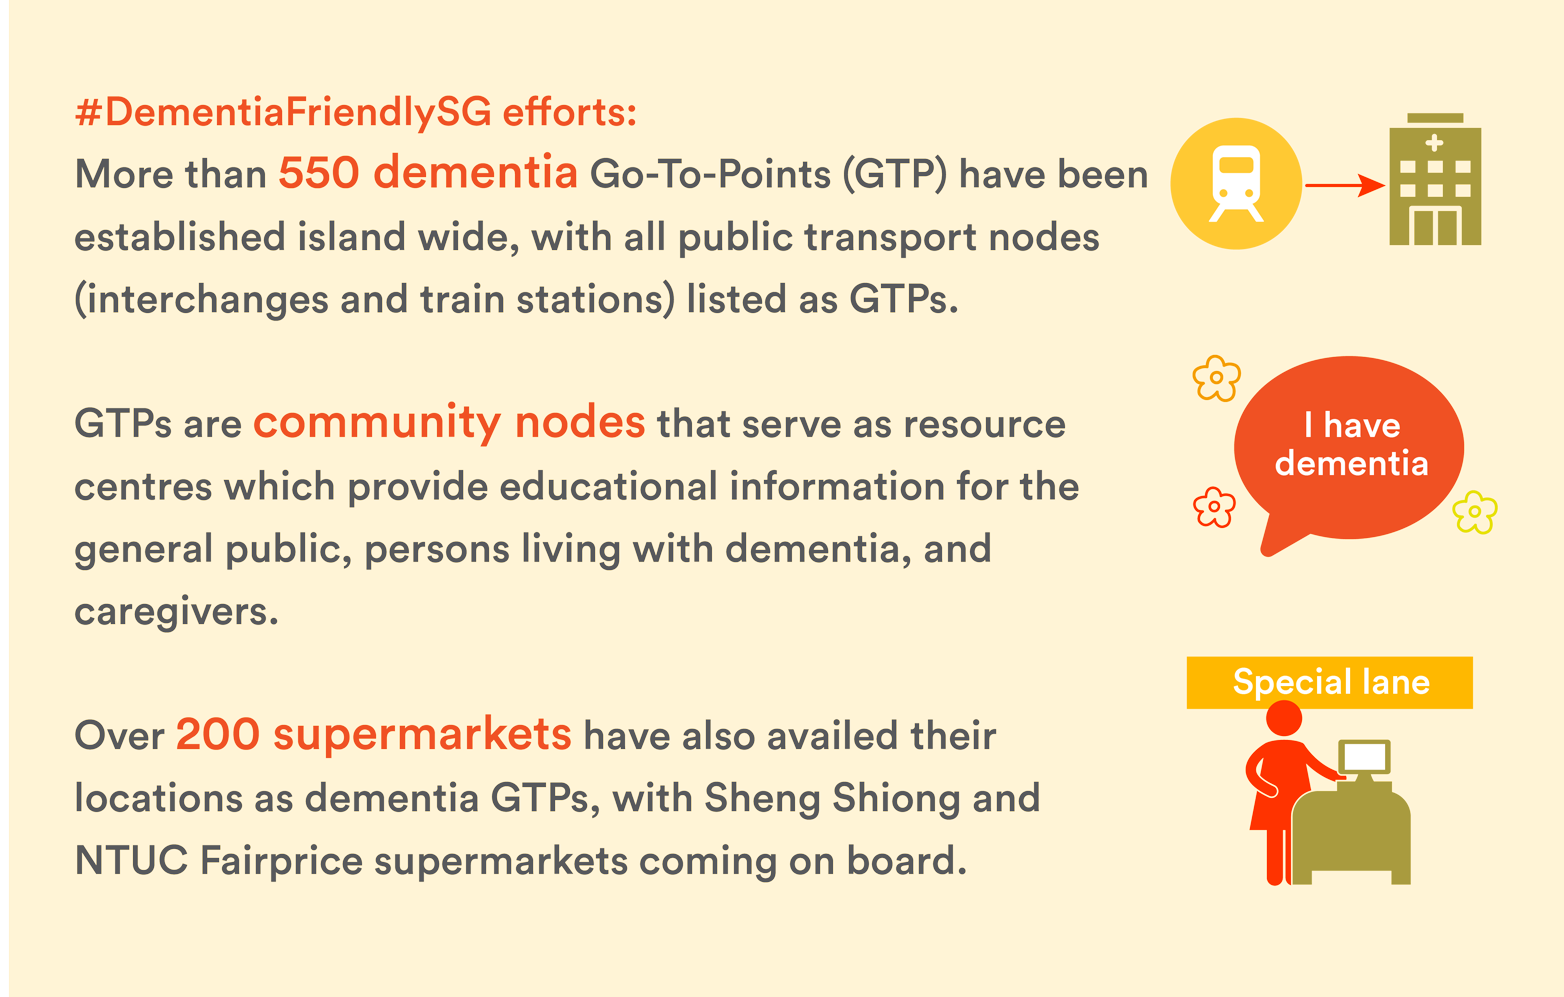 #DementiaFriendlySG efforts:
More than 550 dementia Go-To-Points (GTP) have been
established island wide, with all public transport nodes
(interchanges and train stations) listed as GTPs.
GTPs are community nodes that serve as resource
centres which provide educational information for the
general public, persons living with dementia, and
caregivers.
I have
dementia
Over 200 supermarkets have also availed their
locations as dementia GTPs, with Sheng Shiong and
NTUC Fairprice supermarkets coming on board.
Special lane